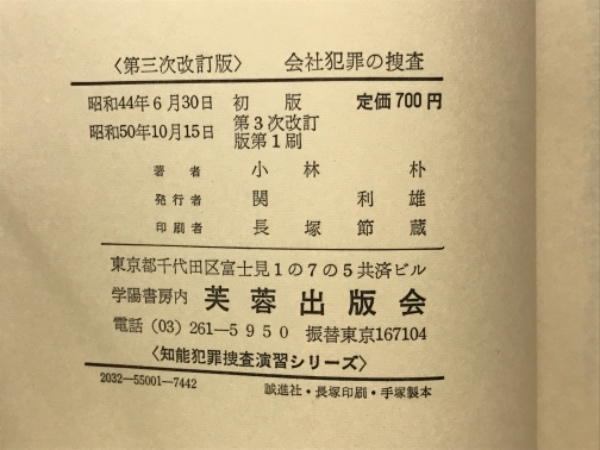 〈第三次改訂版〉 会社犯罪の捜査
昭和44年6月30日 初版 定価700円
昭和50年10月15日 第3次改訂版第1刷
著者 小林朴
発行者 関利雄
印刷者 長塚節蔵
東京都千代田区富士見1の7の5共済ビル
学陽書房内 芙蓉出版会
電話(03)261-5950 振替東京167104
〈知能犯罪捜査演習シリーズ〉
2032-55001-7442 誠進社・長塚印刷・手塚製本